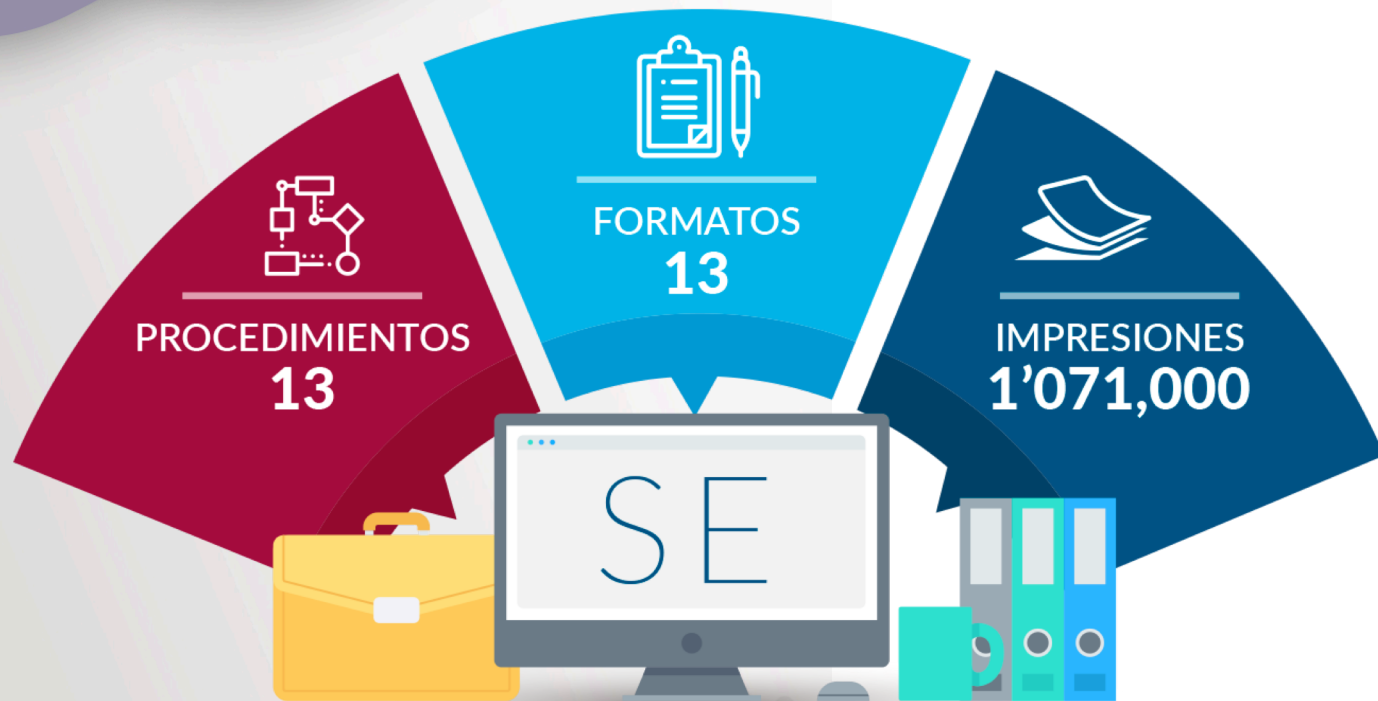 PROCEDIMIENTOS
13
FORMATOS
13
IMPRESIONES
1’071,000
SE